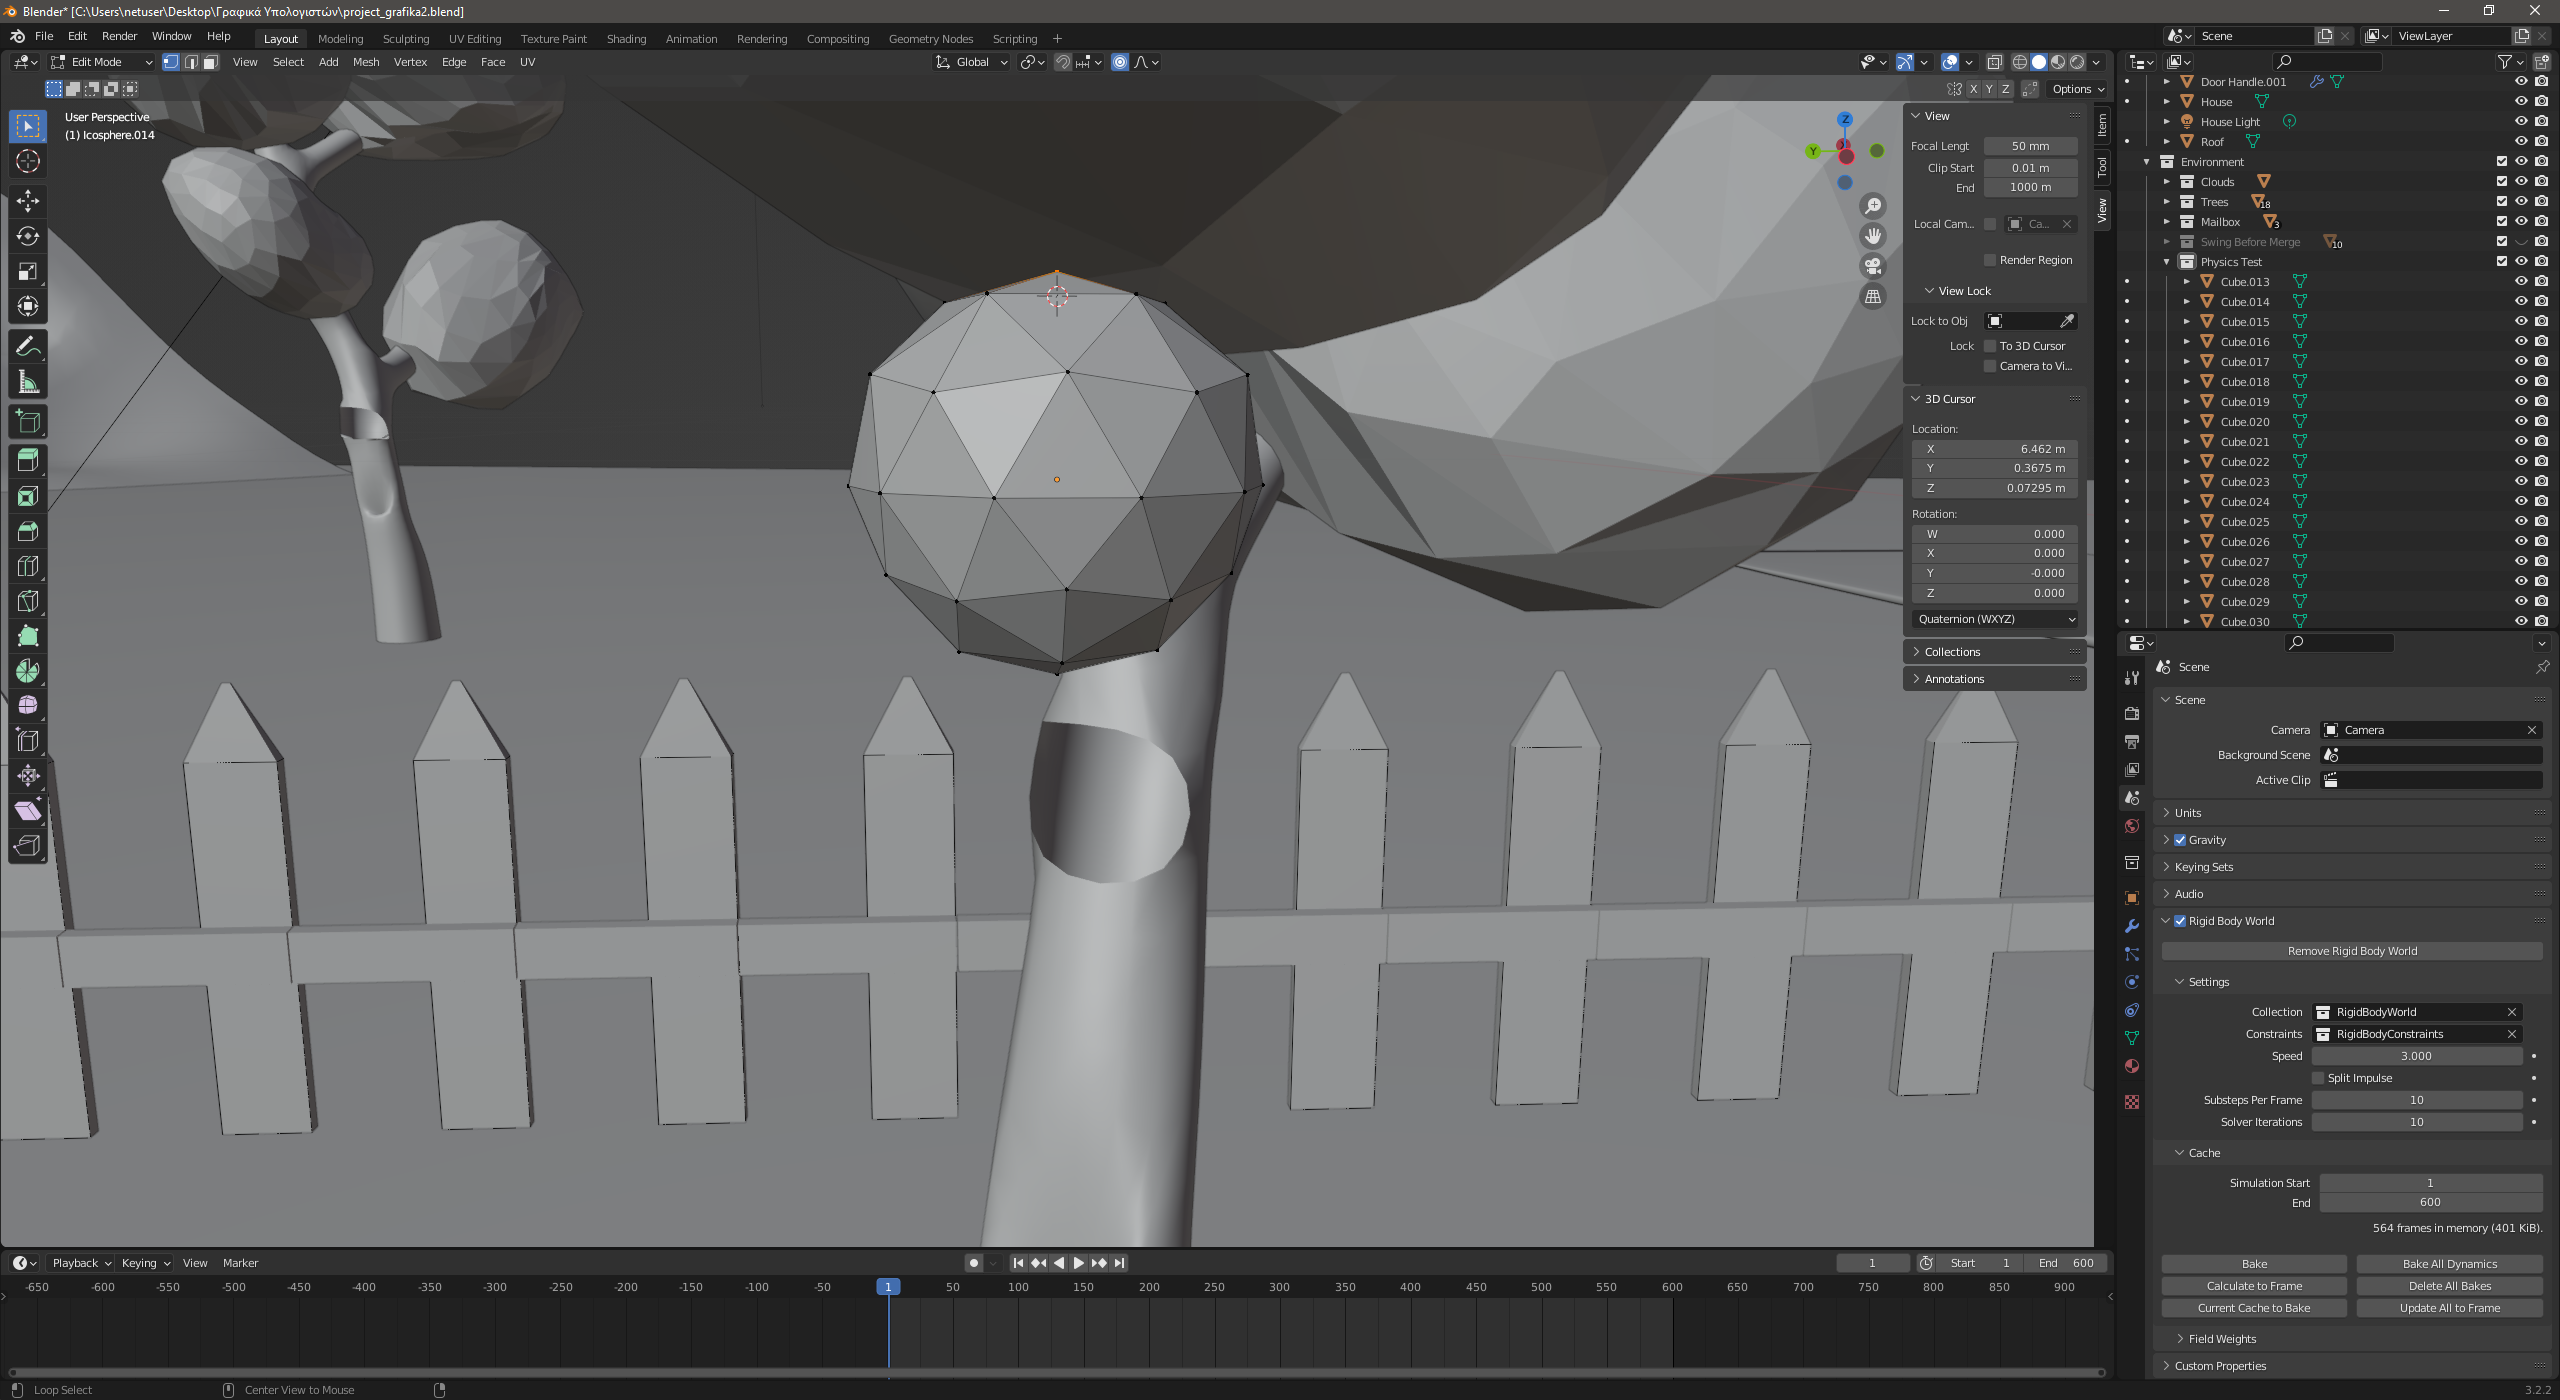 Blender* [C:\Users\netuser\Desktop\Γραφικά Υπολογιστών\project_grafika2.blend]
File Edit Render Window Help Layout Modeling Sculpting UV Editing Texture Paint Shading Animation Rendering Compositing Geometry Nodes Scripting +
Scene ViewLayer
Edit Mode View Select Add Mesh Vertex Edge Face UV Global
X Y Z Options
User Perspective
(1) Icosphere.014
Z
Y
View
Focal Lengt 50 mm
Clip Start 0.01 m
End 1000 m
Local Cam... Ca...
Render Region
View Lock
Lock to Obj
Lock To 3D Cursor
Camera to Vi...
3D Cursor
Location:
X 6.462 m
Y 0.3675 m
Z 0.07295 m
Rotation:
W 0.000
X 0.000
Y -0.000
Z 0.000
Quaternion (WXYZ)
Collections
Annotations
Item
Tool
View
Door Handle.001
House
House Light
Roof
Environment
Clouds
Trees 18
Mailbox 3
Swing Before Merge 10
Physics Test
Cube.013
Cube.014
Cube.015
Cube.016
Cube.017
Cube.018
Cube.019
Cube.020
Cube.021
Cube.022
Cube.023
Cube.024
Cube.025
Cube.026
Cube.027
Cube.028
Cube.029
Cube.030
Scene
Scene
Camera Camera
Background Scene
Active Clip
Units
Gravity
Keying Sets
Audio
Rigid Body World
Remove Rigid Body World
Settings
Collection RigidBodyWorld
Constraints RigidBodyConstraints
Speed 3.000
Split Impulse
Substeps Per Frame 10
Solver Iterations 10
Cache
Simulation Start 1
End 600
564 frames in memory (401 KiB).
Bake Bake All Dynamics
Calculate to Frame Delete All Bakes
Current Cache to Bake Update All to Frame
Field Weights
Custom Properties
Playback Keying View Marker 1 Start 1 End 600
-650 -600 -550 -500 -450 -400 -350 -300 -250 -200 -150 -100 -50 1 50 100 150 200 250 300 350 400 450 500 550 600 650 700 750 800 850 900
Loop Select Center View to Mouse 3.2.2